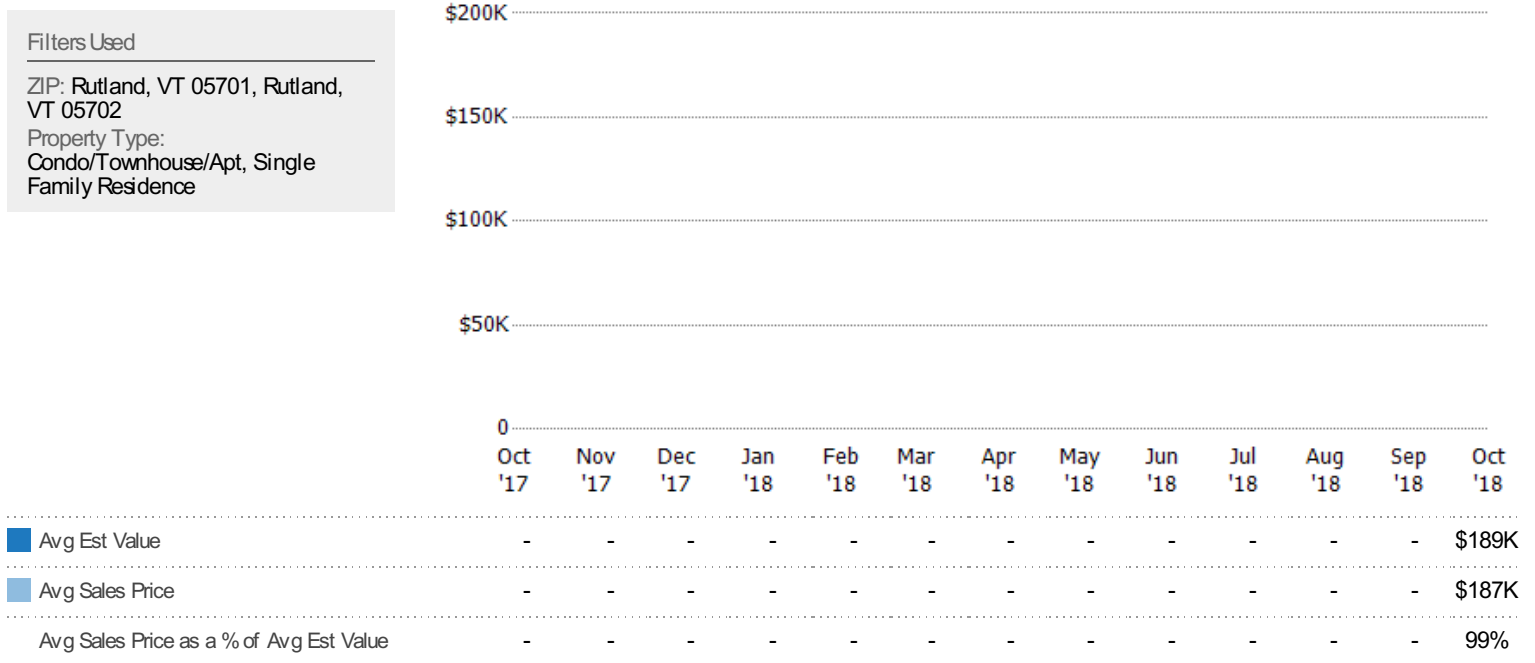 Filters Used
ZIP: Rutland, VT 05701, Rutland,
VT 05702
Property Type:
Condo/Townhouse/Apt, Single
Family Residence
$200K
$150K
$100K
$50K
0
Oct Nov Dec Jan Feb Mar Apr May Jun Jul Aug Sep Oct
'17 '17 '17 '18 '18 '18 '18 '18 '18 '18 '18 '18 '18
Avg Est Value - - - - - - - - - - - - $189K
Avg Sales Price - - - - - - - - - - - - $187K
Avg Sales Price as a % of Avg Est Value - - - - - - - - - - - - 99%